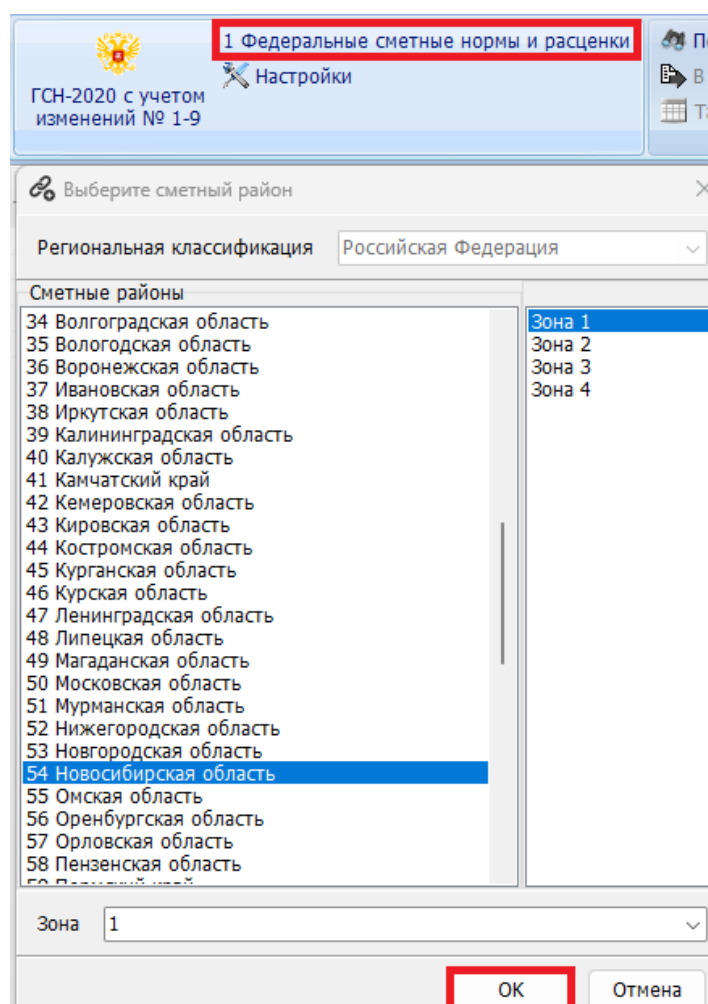 1 Федеральные сметные нормы и расценки
Настройки
ГСН-2020 с учетом
изменений № 1-9
В
Выберите сметный район
Региональная классификация Российская Федерация
Сметные районы
34 Волгоградская область
35 Вологодская область
36 Воронежская область
37 Ивановская область
38 Иркутская область
39 Калининградская область
40 Калужская область
41 Камчатский край
42 Кемеровская область
43 Кировская область
44 Костромская область
45 Курганская область
46 Курская область
47 Ленинградская область
48 Липецкая область
49 Магаданская область
50 Московская область
51 Мурманская область
52 Нижегородская область
53 Новгородская область
54 Новосибирская область
55 Омская область
56 Оренбургская область
57 Орловская область
58 Пензенская область
Зона 1
Зона 2
Зона 3
Зона 4
Зона 1
ОК Отмена